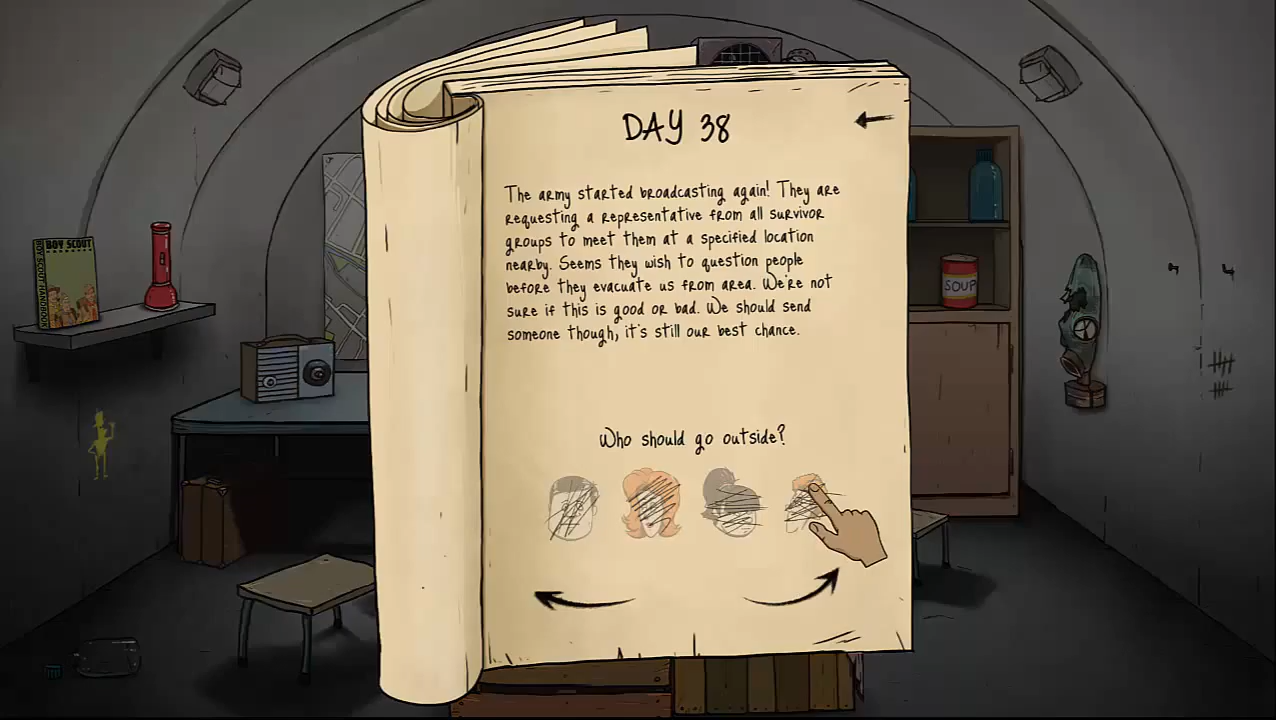 DAY 38
The army started broadcasting again! They are
requesting a representative from all survivor
groups to meet them at a specified location
nearby. Seems they wish to question people
before they evacuate us from area. We're not
sure if this is good or bad. We should send
someone though, it's still our best chance.
Who should go outside?
BOY SCOUT
BOY SCOUT HANDBOOK
SOUP